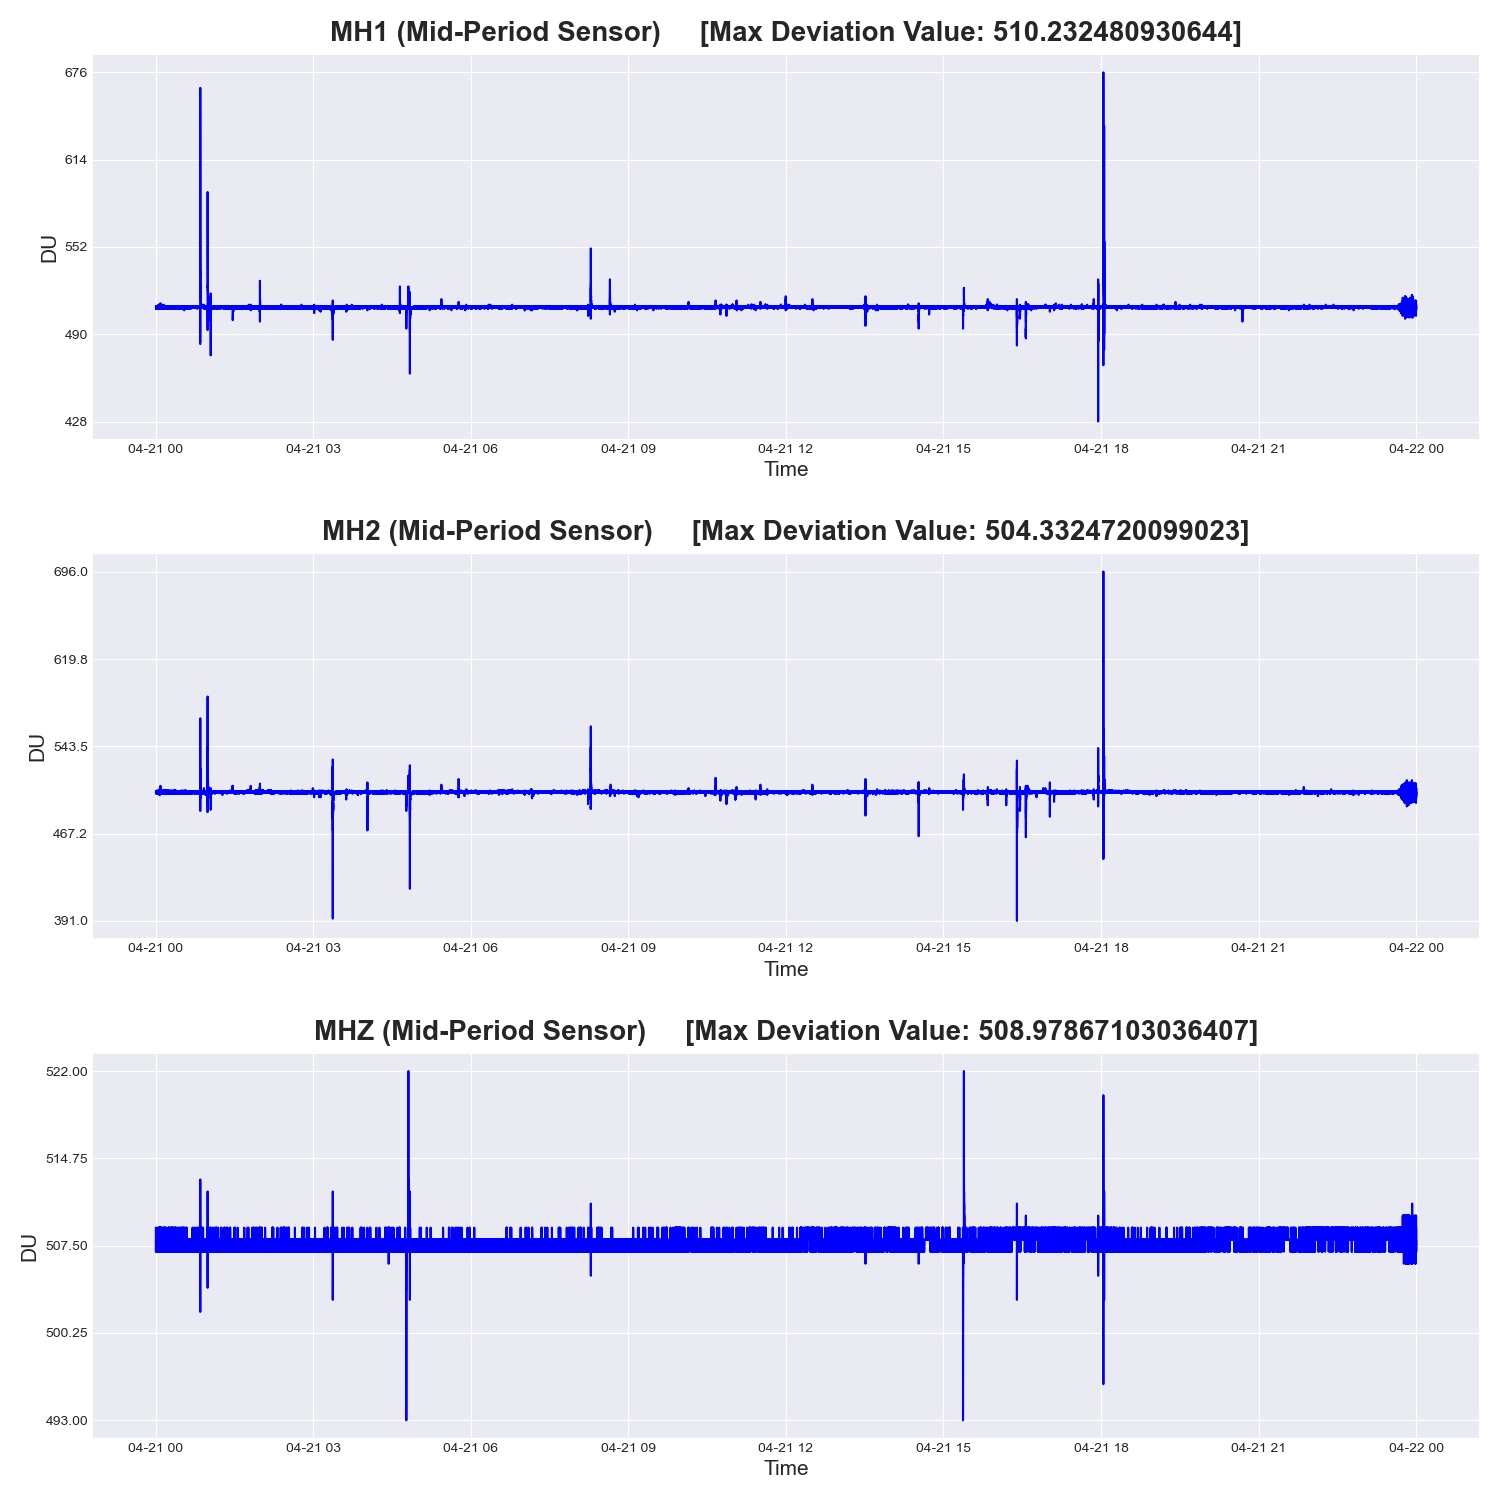 MH1 (Mid-Period Sensor) [Max Deviation Value: 510.232480930644]
676
614
552
490
428
DU
04-21 00 04-21 03 04-21 06 04-21 09 04-21 12 04-21 15 04-21 18 04-21 21 04-22 00
Time
MH2 (Mid-Period Sensor) [Max Deviation Value: 504.3324720099023]
696.0
619.8
543.5
467.2
391.0
DU
04-21 00 04-21 03 04-21 06 04-21 09 04-21 12 04-21 15 04-21 18 04-21 21 04-22 00
Time
MHZ (Mid-Period Sensor) [Max Deviation Value: 508.97867103036407]
522.00
514.75
507.50
500.25
493.00
DU
04-21 00 04-21 03 04-21 06 04-21 09 04-21 12 04-21 15 04-21 18 04-21 21 04-22 00
Time